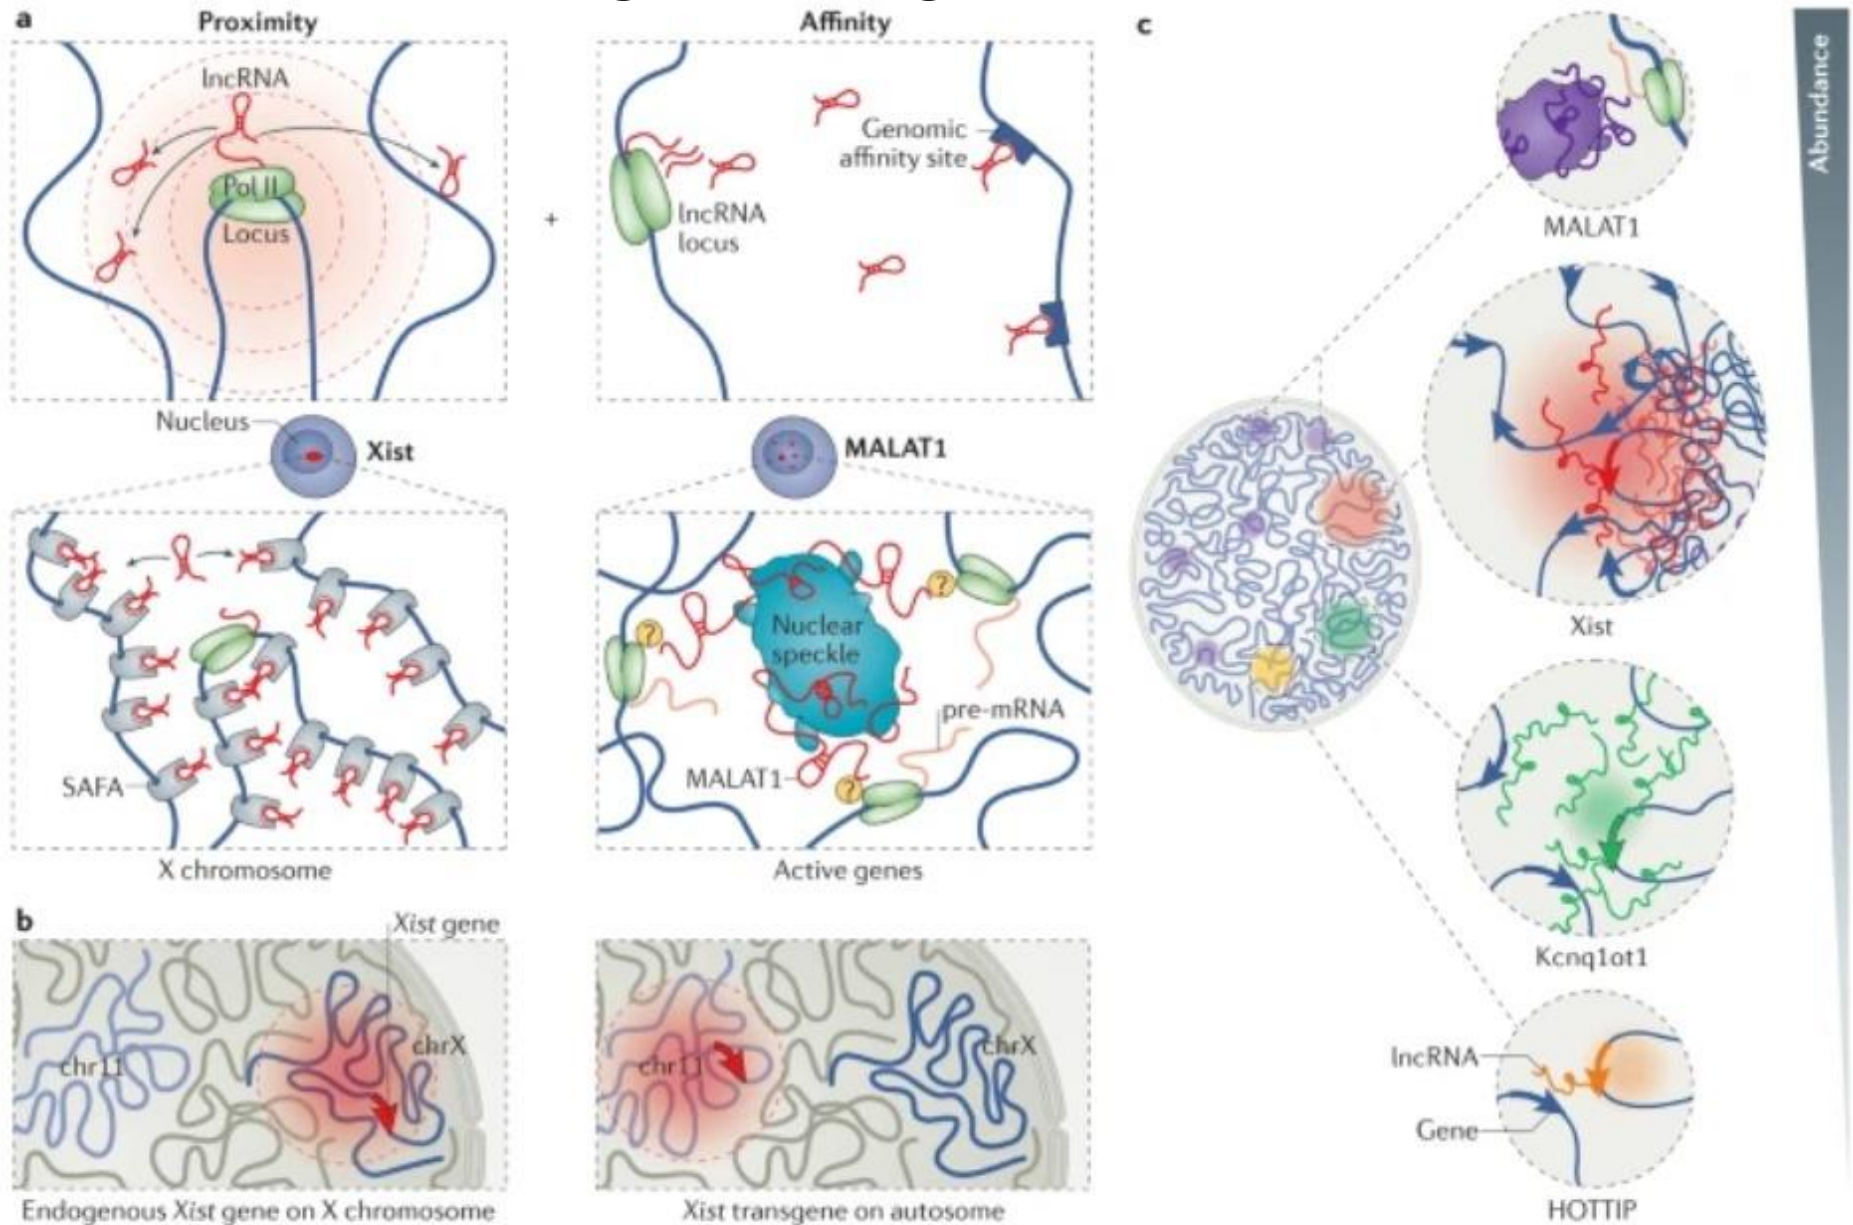 a
Proximity
lncRNA
Pol II
Locus
+
Affinity
Genomic
affinity site
lncRNA
locus
Nucleus
Xist
MALAT1
SAFA
X chromosome
?
Nuclear
speckle
?
pre-mRNA
MALAT1
?
Active genes
b
Xist gene
chr11
chrX
Endogenous Xist gene on X chromosome
chr11
chrX
Xist transgene on autosome
c
Abundance
MALAT1
Xist
Kcnq1ot1
lncRNA
Gene
HOTTIP